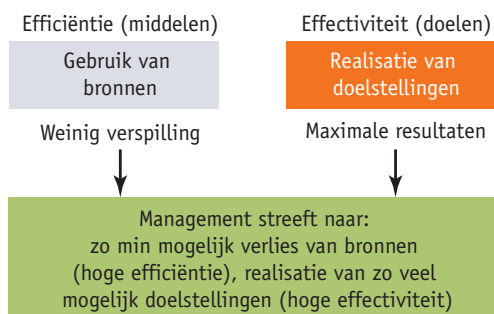 Efficiëntie (middelen)
Effectiviteit (doelen)
Gebruik van
bronnen
Realisatie van
doelstellingen
Weinig verspilling
Maximale resultaten
Management streeft naar:
zo min mogelijk verlies van bronnen
(hoge efficiëntie), realisatie van zo veel
mogelijk doelstellingen (hoge effectiviteit)